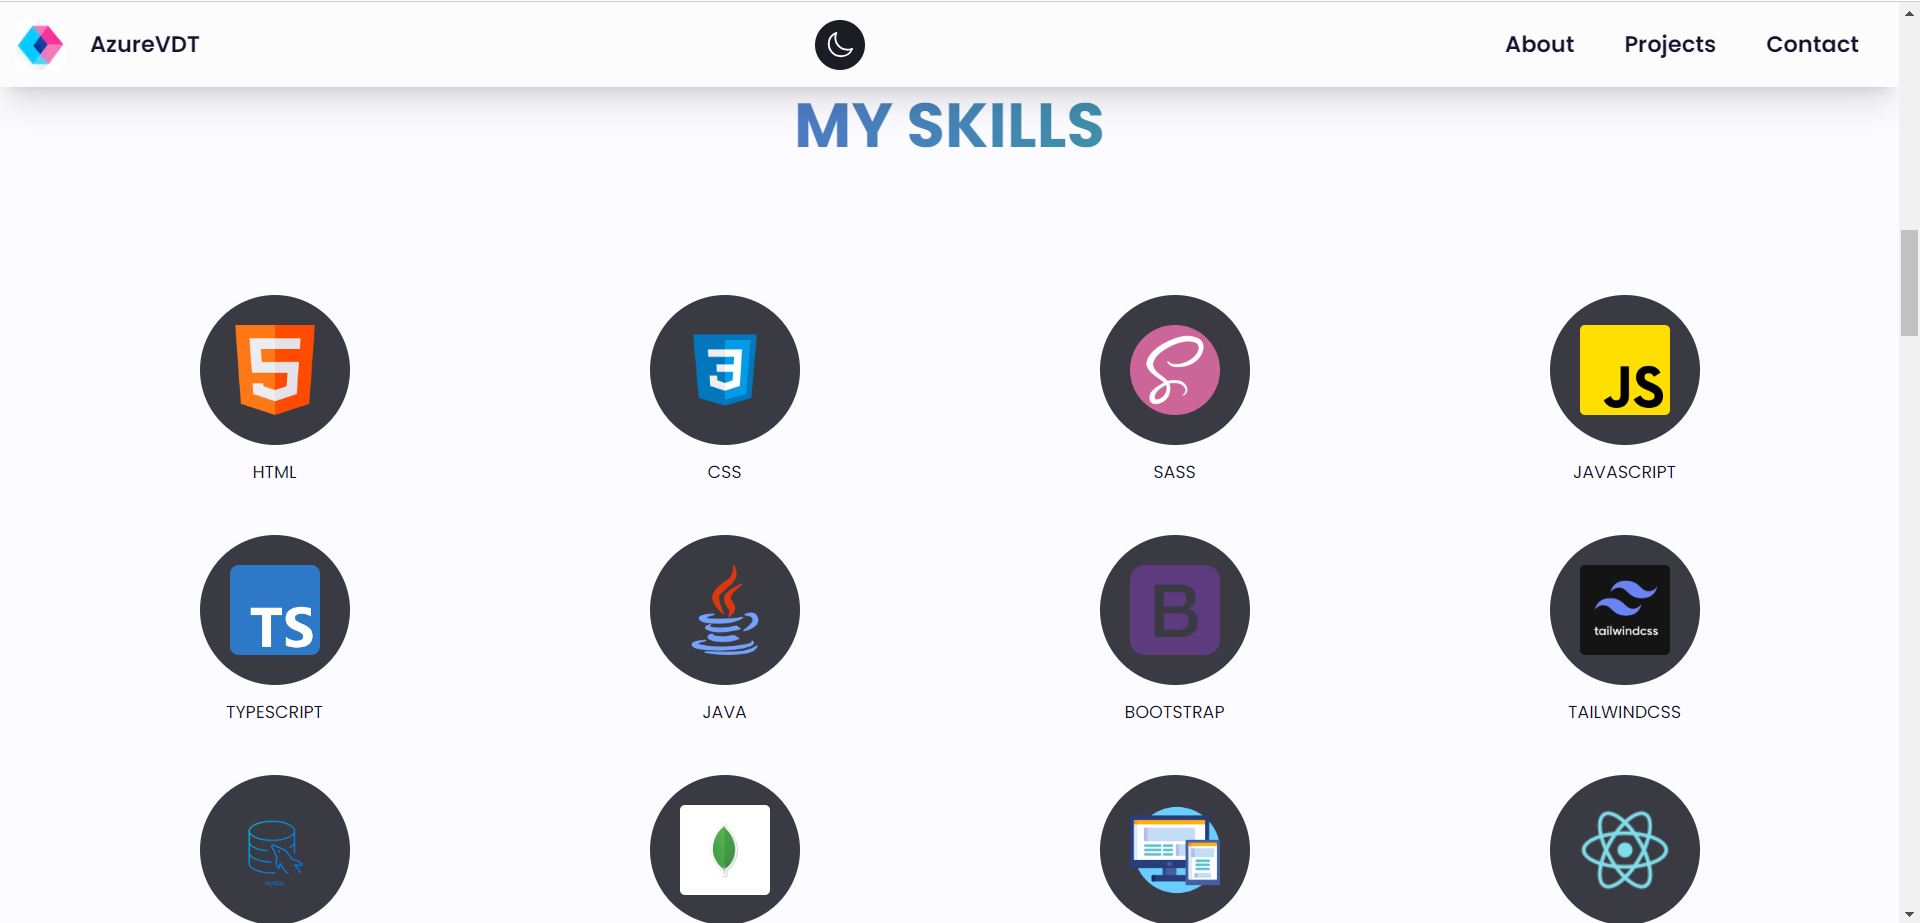 AzureVDT
About Projects Contact
MY SKILLS
5 3 S JS
HTML CSS SASS JAVASCRIPT
TS B tailwindcss
TYPESCRIPT JAVA BOOTSTRAP TAILWINDCSS
MySQL